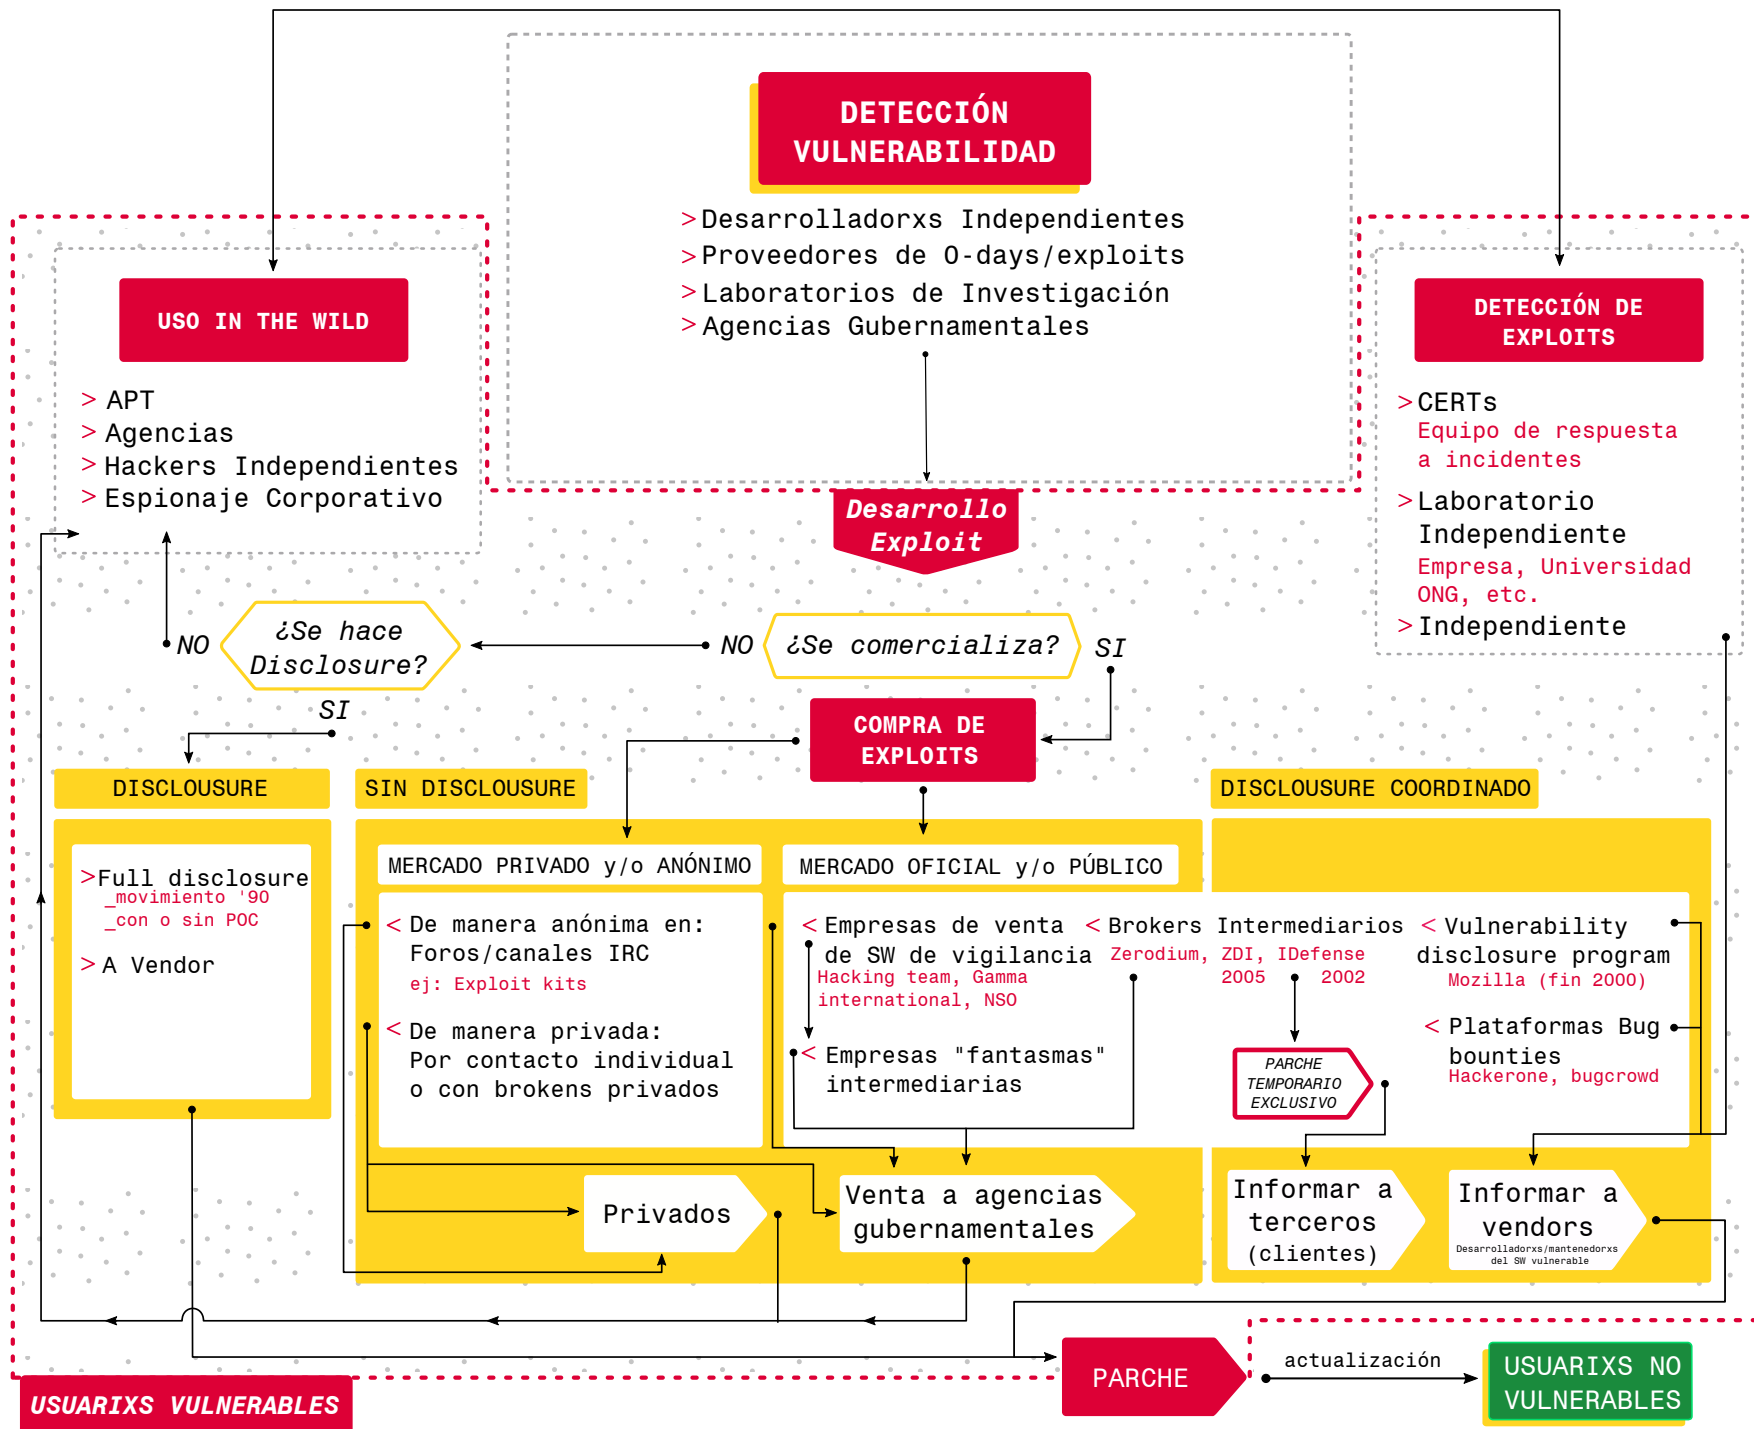 DETECCIÓN
VULNERABILIDAD
>Desarrolladorxs Independientes
>Proveedores de 0-days/exploits
>Laboratorios de Investigación
>Agencias Gubernamentales
USO IN THE WILD
> APT
> Agencias
> Hackers Independientes
> Espionaje Corporativo
DETECCIÓN DE
EXPLOITS
>CERTs
Equipo de respuesta
a incidentes
>Laboratorio
Independiente
Empresa, Universidad
ONG, etc.
>Independiente
Desarrollo
Exploit
NO
¿Se hace
Disclosure?
NO
¿Se comercializa?
SI
SI
COMPRA DE
EXPLOITS
DISCLOUSURE
SIN DISCLOUSURE
DISCLOUSURE COORDINADO
>Full disclosure
_movimiento '90
_con o sin POC
> A Vendor
MERCADO PRIVADO y/o ANÓNIMO
< De manera anónima en:
Foros/canales IRC
ej: Exploit kits
< De manera privada:
Por contacto individual
o con brokens privados
MERCADO OFICIAL y/o PÚBLICO
< Empresas de venta
de SW de vigilancia
Hacking team, Gamma
international, NSO
< Empresas "fantasmas"
intermediarias
< Brokers Intermediarios
Zerodium, ZDI, IDefense
2005 2002
PARCHE
TEMPORARIO
EXCLUSIVO
< Vulnerability
disclosure program
Mozilla (fin 2000)
< Plataformas Bug
bounties
Hackerone, bugcrowd
Privados
Venta a agencias
gubernamentales
Informar a
terceros
(clientes)
Informar a
vendors
Desarrolladorxs/mantenedorxs
del SW vulnerable
PARCHE
actualización
USUARIXS NO
VULNERABLES
USUARIXS VULNERABLES